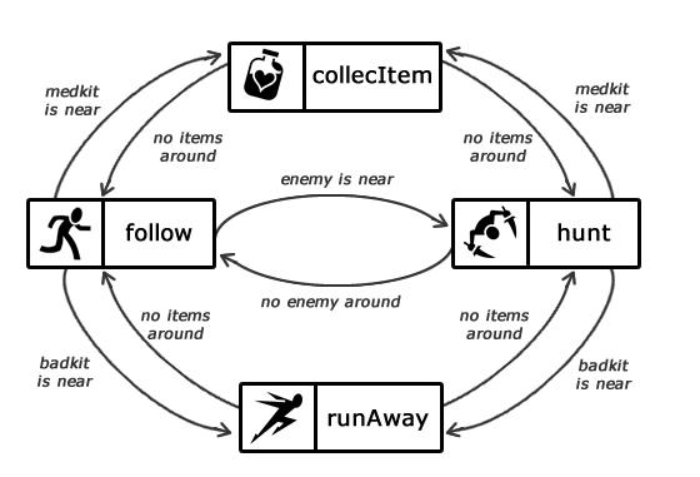 collecItem
medkit
is near
medkit
is near
no items
around
no items
around
enemy is near
follow
hunt
no enemy around
no items
around
no items
around
badkit
is near
badkit
is near
runAway